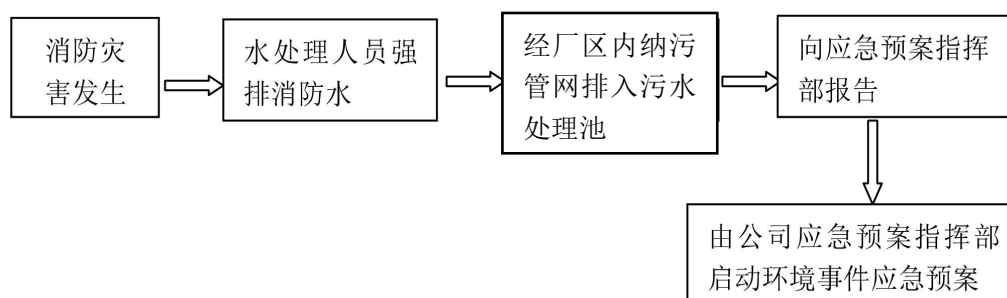 消防灾
害发生
水处理人员强
排消防水
经厂区内纳污
管网排入污水
处理池
向应急预案指挥
部报告
由公司应急预案指挥部
启动环境事件应急预案